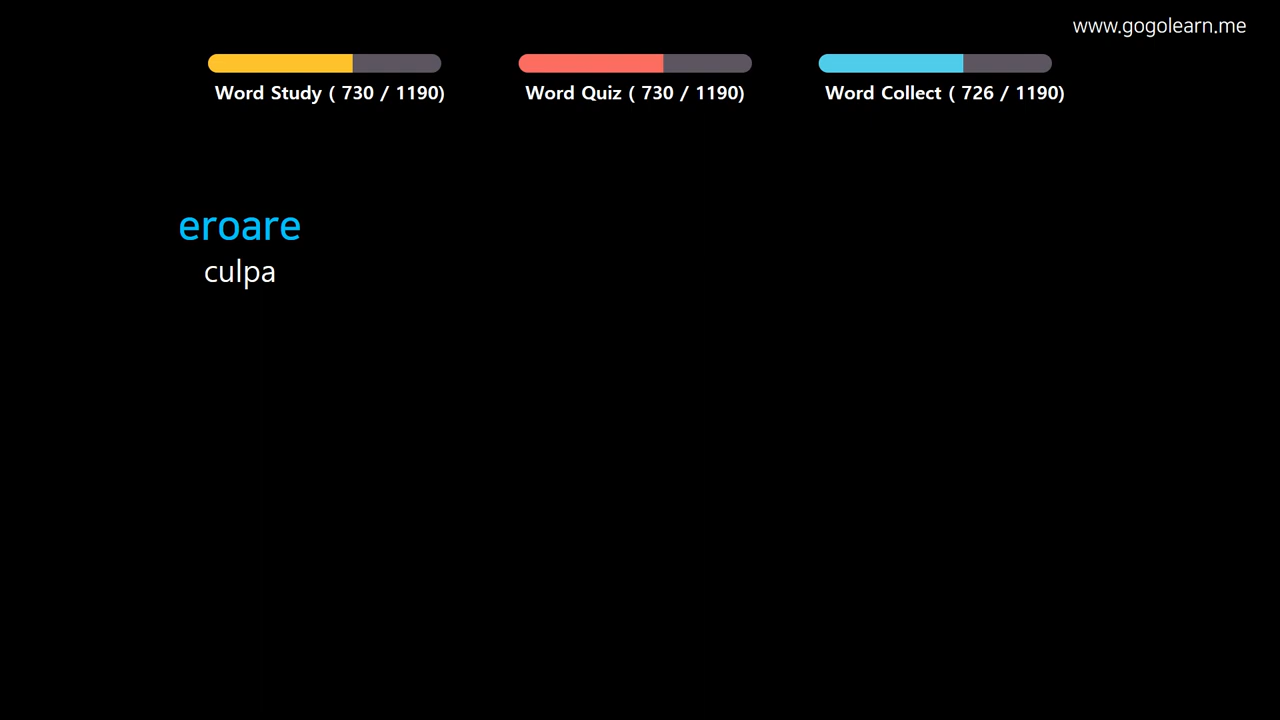 www.gogolearn.me
Word Study ( 730 / 1190)
Word Quiz ( 730 / 1190)
Word Collect ( 726 / 1190)
eroare
culpa